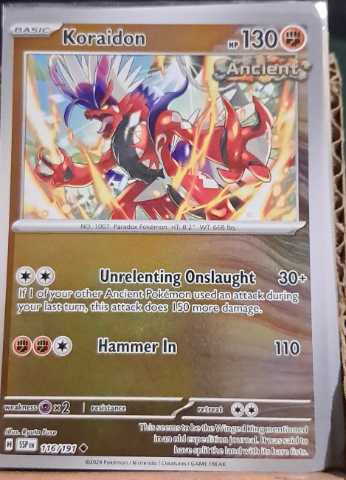 BASIC
Koraidon
HP 130
Ancient
NO. 1007 Paradox Pokémon HT: 8'2" WT: 668 lbs.
Unrelenting Onslaught 30+
If 1 of your other Ancient Pokémon used an attack during
your last turn, this attack does 150 more damage.
Hammer In 110
weakness ×2 resistance retreat
Illus. Ryota Fuse
H SSP EN 116/191
This seems to be the Winged King mentioned
in an old expedition journal. It was said to
have split the land with its bare fists.
©2024 Pokémon / Nintendo / Creatures / GAME FREAK